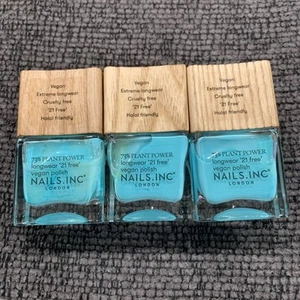 Vegan
Extreme longwear
Cruelty free
'21 Free'
Halal friendly
Vegan
Extreme longwear
Cruelty free
'21 Free'
Halal friendly
Vegan
Extreme longwear
Cruelty free
'21 Free'
Halal friendly
73% PLANT POWER
longwear '21 free'
vegan polish
NAILS.INC
LONDON
73% PLANT POWER
longwear '21 free'
vegan polish
NAILS.INC
LONDON
73% PLANT POWER
longwear '21 free'
vegan polish
NAILS.INC
LONDON